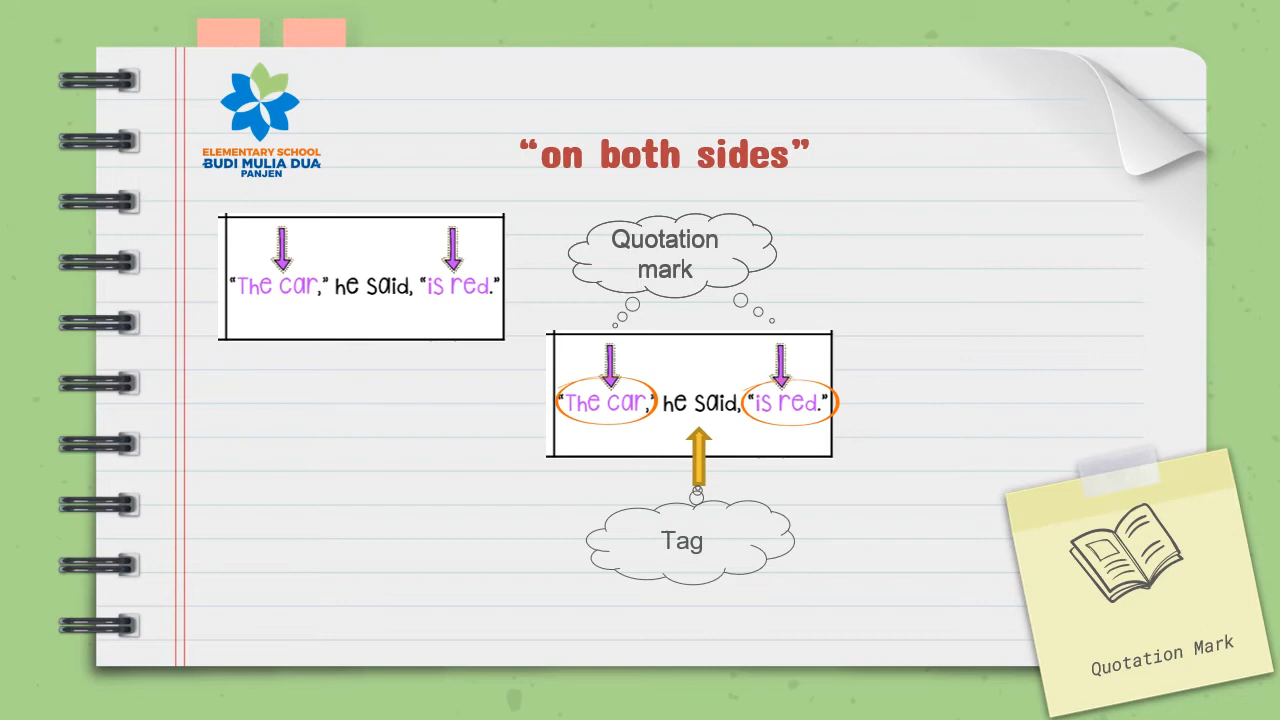 ELEMENTARY SCHOOL
BUDI MULIA DUA
PANJEN
“on both sides”
“The car,” he said, “is red.”
Quotation
mark
“The car,” he said, “is red.”
Tag
Quotation Mark